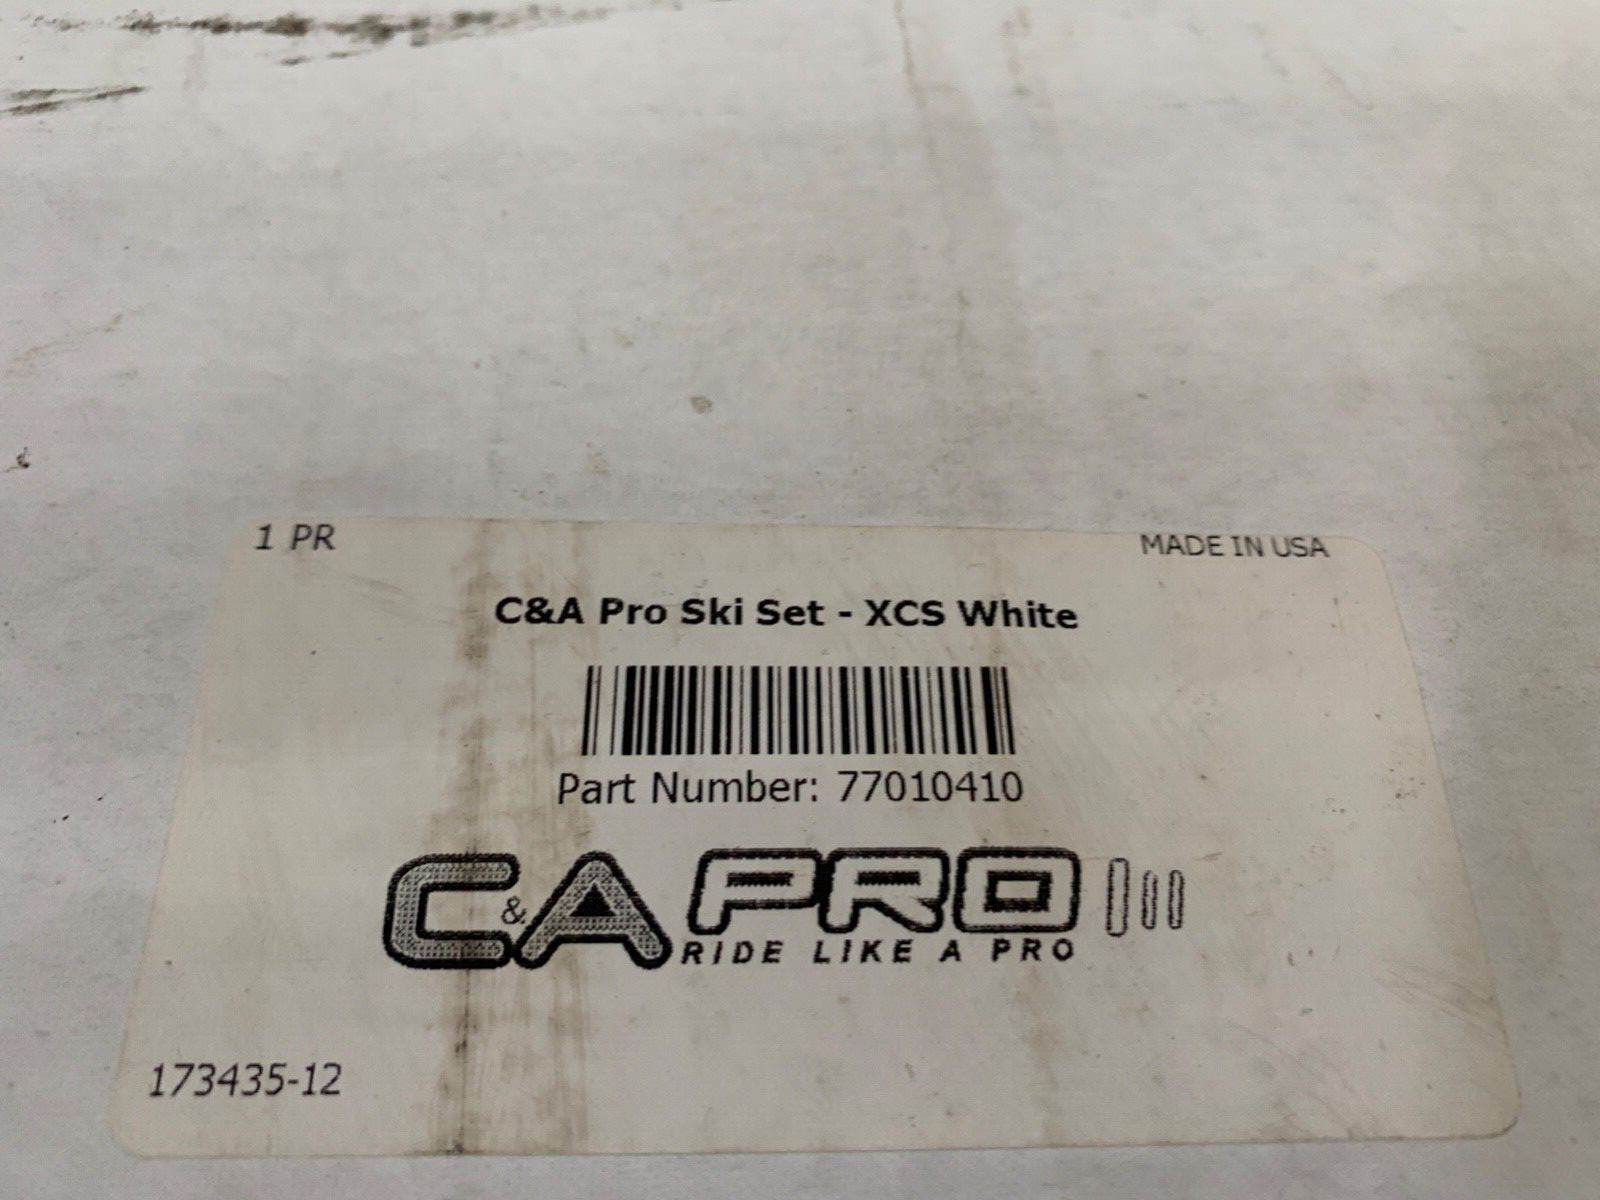 1 PR
MADE IN USA
C&A Pro Ski Set - XCS White
Part Number: 77010410
C&A PRO
RIDE LIKE A PRO
173435-12